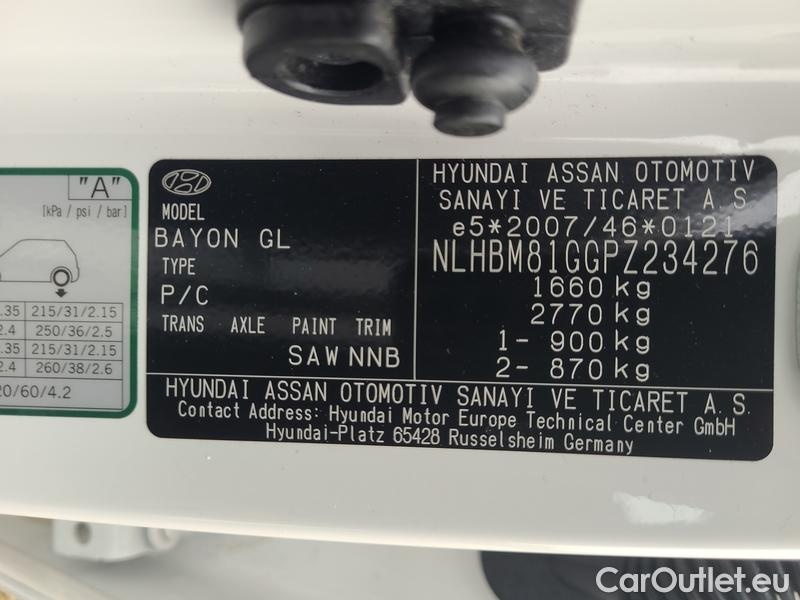 "A"
[kPa / psi / bar]
.35 215/31/2.15
2.4 250/36/2.5
.35 215/31/2.15
2.4 260/38/2.6
20/60/4.2
MODEL
BAYON GL
TYPE
P/C
TRANS AXLE PAINT TRIM
SAW NNB
HYUNDAI ASSAN OTOMOTIV
SANAYI VE TICARET A. S.
e5*2007/46*0121
NLHBM81GGPZ234276
1660 kg
2770 kg
1- 900 kg
2- 870 kg
HYUNDAI ASSAN OTOMOTIV SANAYI VE TICARET A. S.
Contact Address: Hyundai Motor Europe Technical Center GmbH
Hyundai-Platz 65428 Russelsheim Germany
CarOutlet.eu